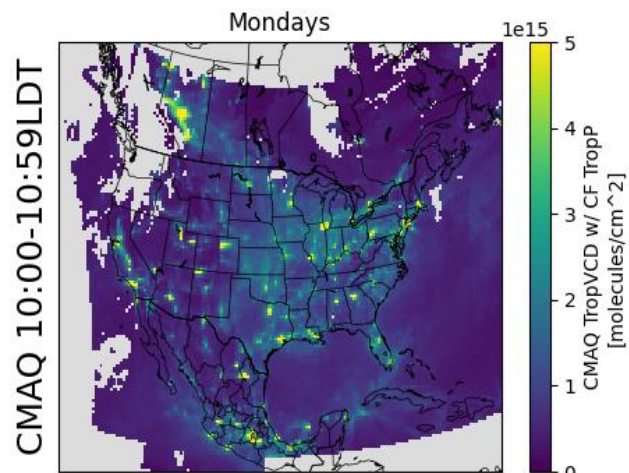 Mondays
1e15
CMAQ 10:00-10:59LDT
5
4
3
2
1
0
CMAQ TropVCD w/ CF TropP
[molecules/cm^2]